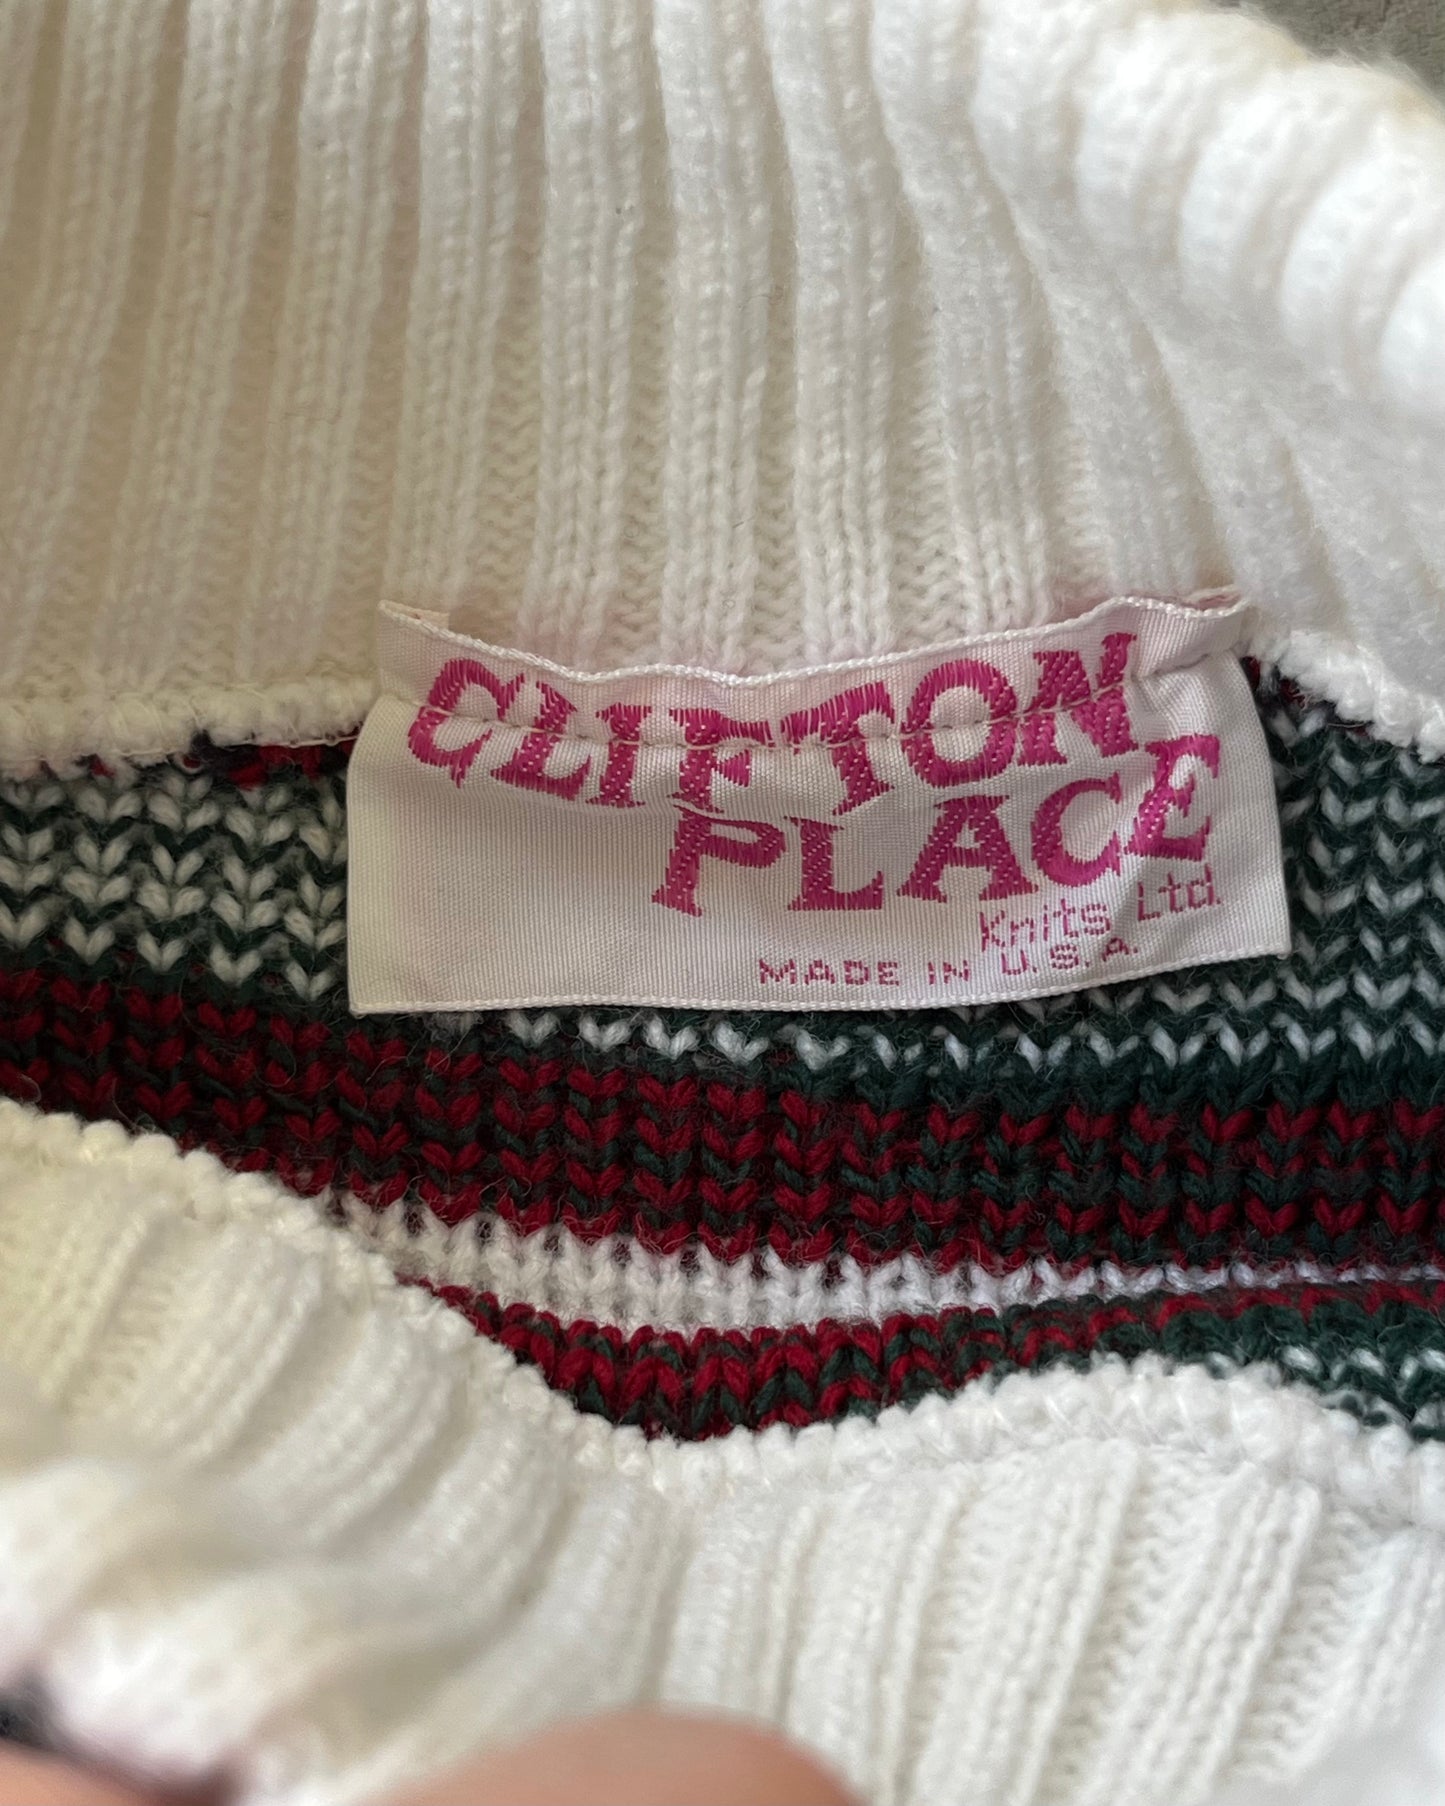 CLIFTON
PLACE
Knits Ltd.
MADE IN U.S.A.